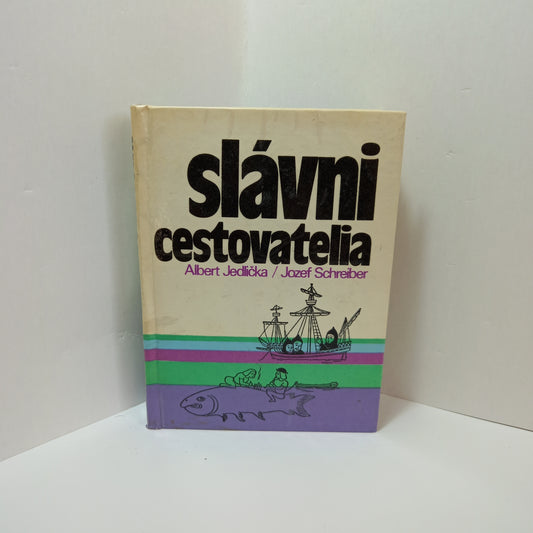 slávni
cestovatelia
Albert Jedlička / Jozef Schreiber